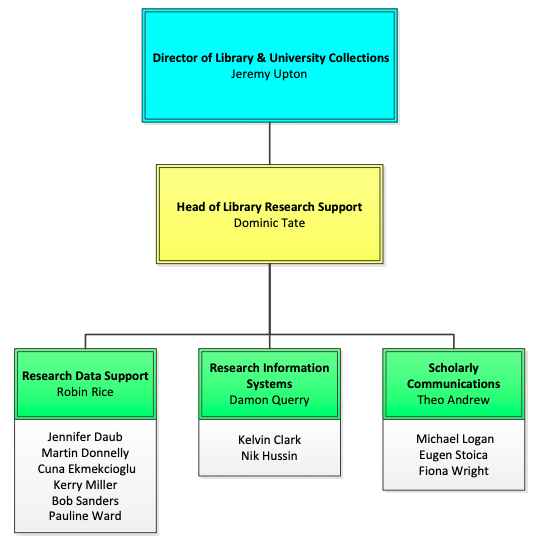 Director of Library & University Collections
Jeremy Upton
Head of Library Research Support
Dominic Tate
Research Data Support
Robin Rice
Jennifer Daub
Martin Donnelly
Cuna Ekmekcioglu
Kerry Miller
Bob Sanders
Pauline Ward
Research Information
Systems
Damon Querry
Kelvin Clark
Nik Hussin
Scholarly
Communications
Theo Andrew
Michael Logan
Eugen Stoica
Fiona Wright